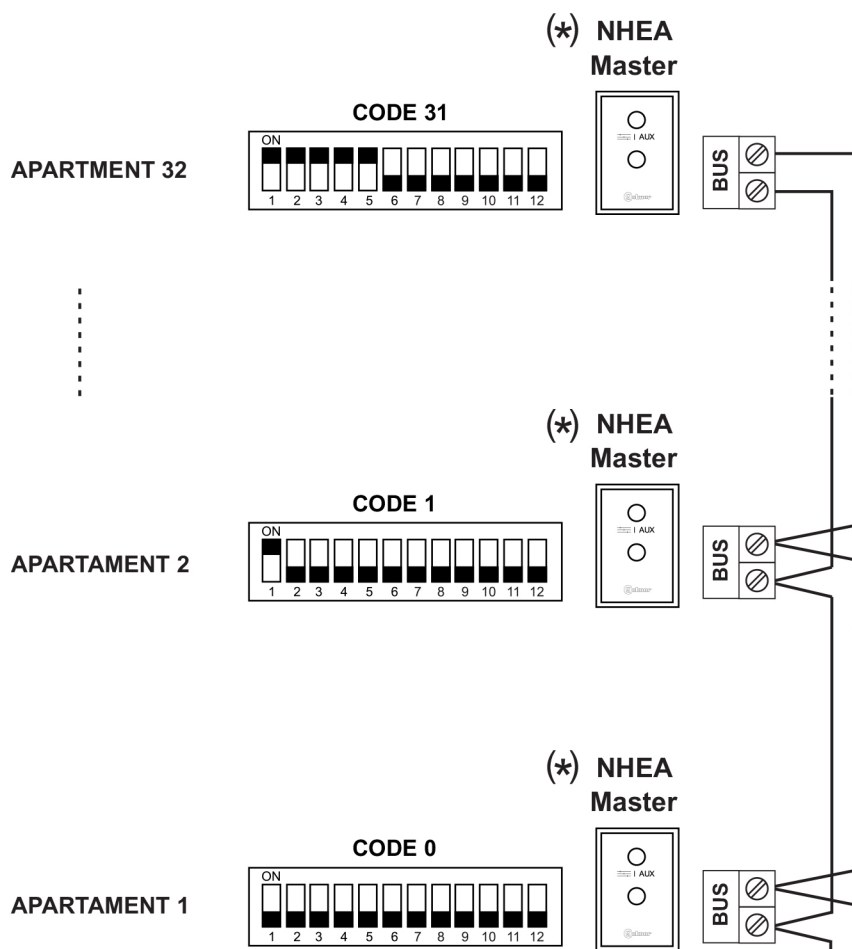 (*) NHEA
Master
CODE 31
ON
1 2 3 4 5 6 7 8 9 10 11 12
APARTMENT 32
AUX
BUS
(*) NHEA
Master
CODE 1
ON
1 2 3 4 5 6 7 8 9 10 11 12
APARTAMENT 2
AUX
BUS
(*) NHEA
Master
CODE 0
ON
1 2 3 4 5 6 7 8 9 10 11 12
APARTAMENT 1
AUX
BUS